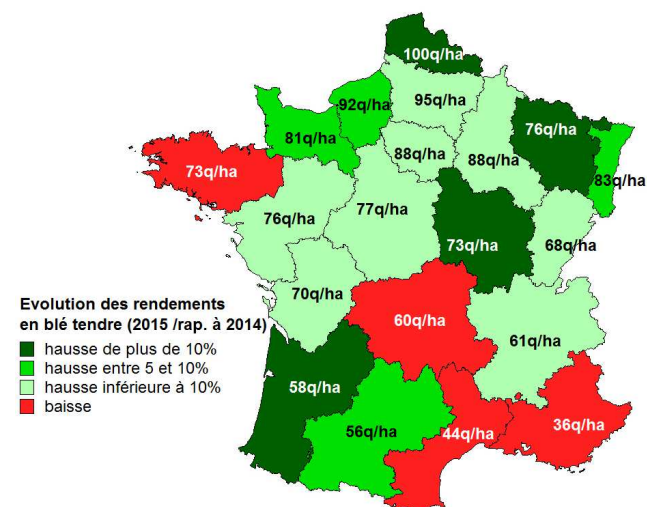 100q/ha
92q/ha
95q/ha
76q/ha
81q/ha
88q/ha
88q/ha
83q/ha
73q/ha
76q/ha
77q/ha
73q/ha
68q/ha
70q/ha
60q/ha
61q/ha
Evolution des rendements
en blé tendre (2015 /rap. à 2014)
hausse de plus de 10%
hausse entre 5 et 10%
hausse inférieure à 10%
baisse
58q/ha
56q/ha
44q/ha
36q/ha